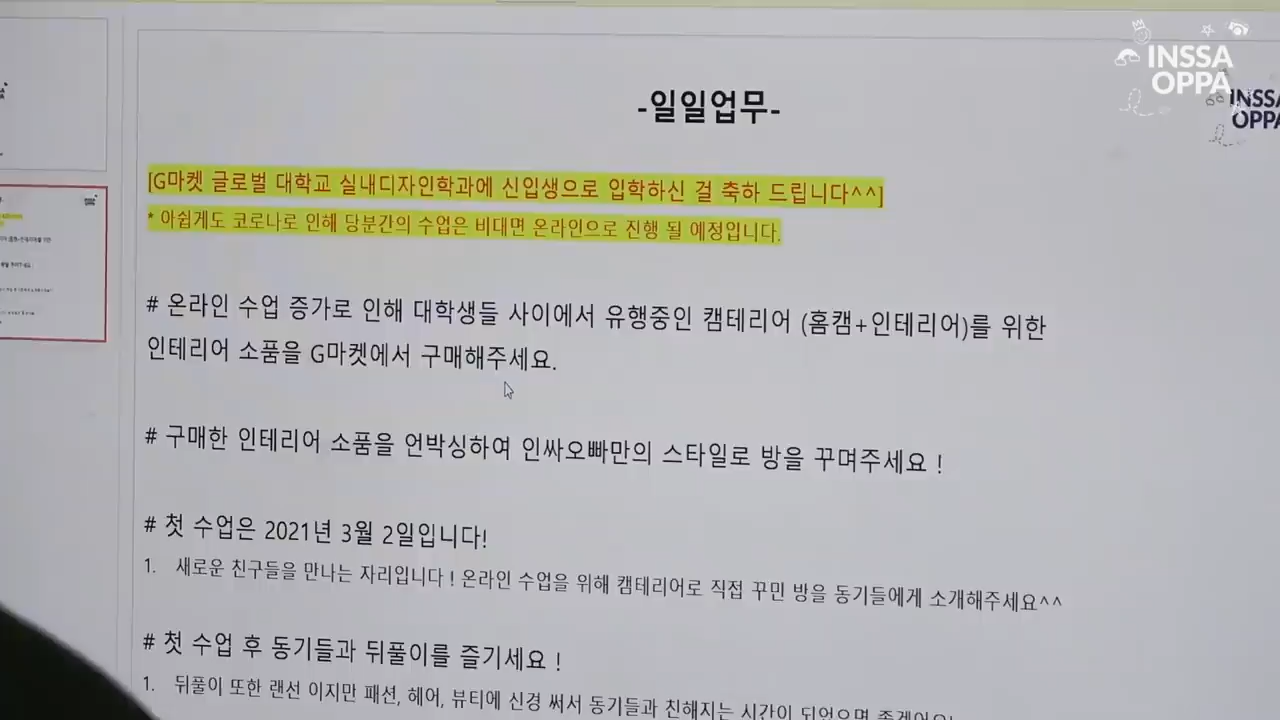 INSSA
OPPA
INSSA
OPPA
-일일업무-
[G마켓 글로벌 대학교 실내디자인학과에 신입생으로 입학하신 걸 축하 드립니다^^]
* 아쉽게도 코로나로 인해 당분간의 수업은 비대면 온라인으로 진행 될 예정입니다.
# 온라인 수업 증가로 인해 대학생들 사이에서 유행중인 캠테리어 (홈캠+인테리어)를 위한
인테리어 소품을 G마켓에서 구매해주세요.
# 구매한 인테리어 소품을 언박싱하여 인싸오빠만의 스타일로 방을 꾸며주세요 !
# 첫 수업은 2021년 3월 2일입니다!
1. 새로운 친구들을 만나는 자리입니다 ! 온라인 수업을 위해 캠테리어로 직접 꾸민 방을 동기들에게 소개해주세요^^
# 첫 수업 후 동기들과 뒤풀이를 즐기세요 !
1. 뒤풀이 또한 랜선 이지만 패션, 헤어, 뷰티에 신경 써서 동기들과 친해지는 시간이 되었으면 좋겠어요!